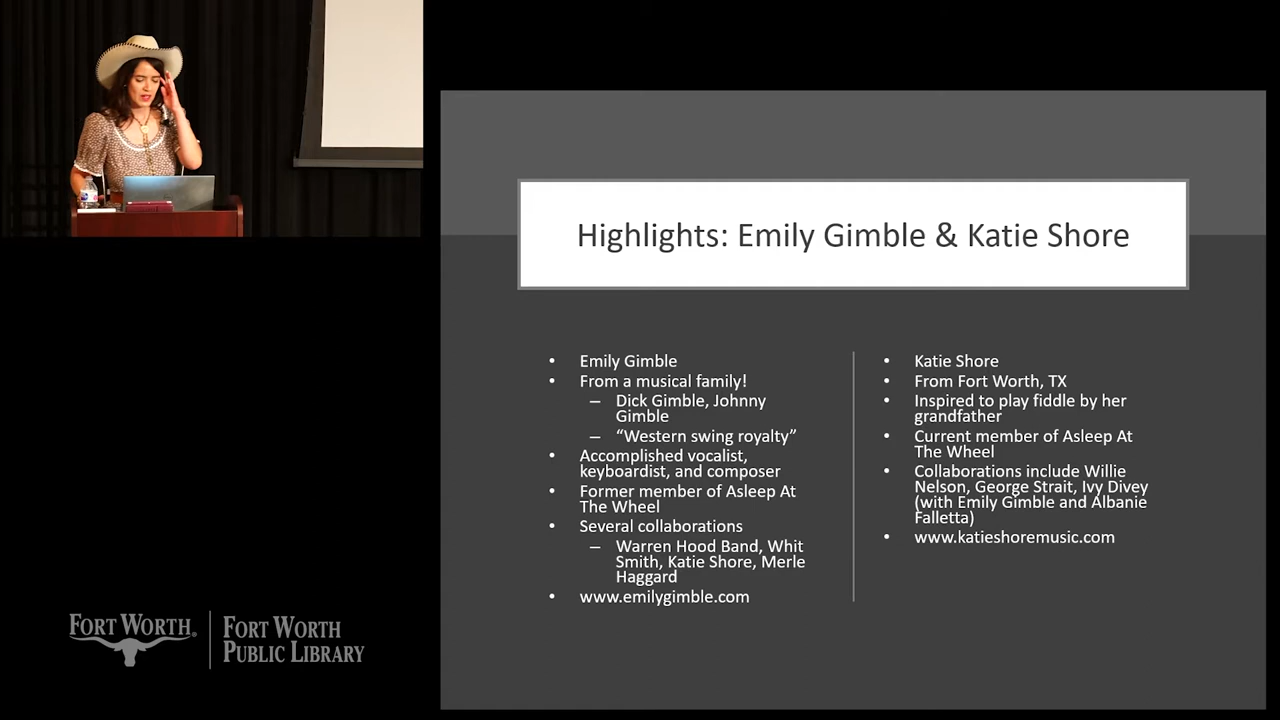 Highlights: Emily Gimble & Katie Shore
• Emily Gimble
• From a musical family!
– Dick Gimble, Johnny
Gimble
– “Western swing royalty”
• Accomplished vocalist,
keyboardist, and composer
• Former member of Asleep At
The Wheel
• Several collaborations
– Warren Hood Band, Whit
Smith, Katie Shore, Merle
Haggard
• www.emilygimble.com
• Katie Shore
• From Fort Worth, TX
• Inspired to play fiddle by her
grandfather
• Current member of Asleep At
The Wheel
• Collaborations include Willie
Nelson, George Strait, Ivy Divey
(with Emily Gimble and Albanie
Falletta)
• www.katieshoremusic.com
FORT WORTH®
FORT WORTH
PUBLIC LIBRARY